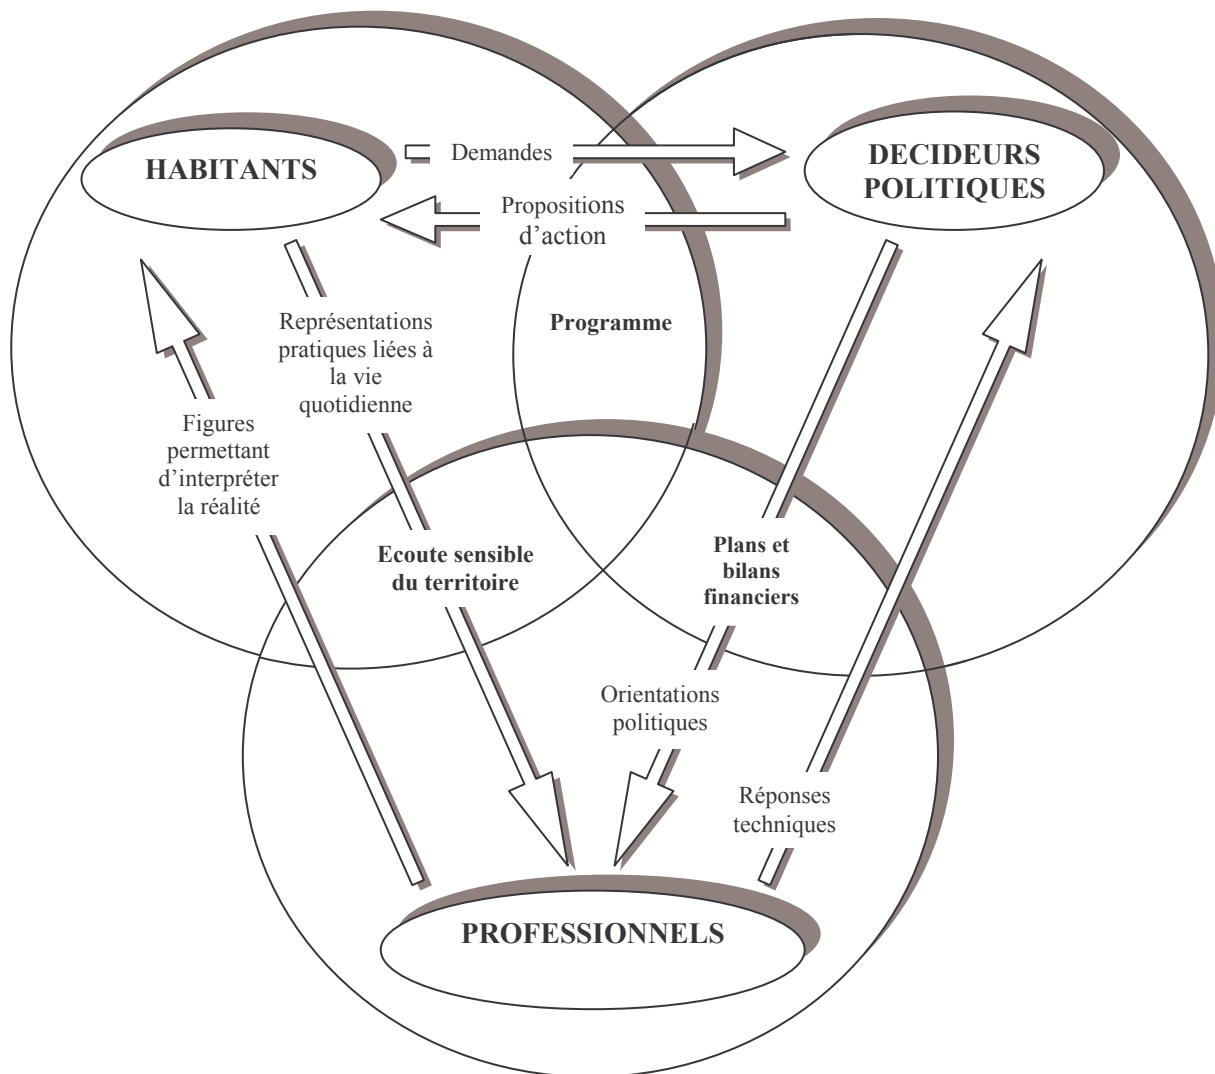 HABITANTS
Demandes
DECIDEURS
POLITIQUES
Propositions
d’action
Programme
Représentations
pratiques liées à
la vie
quotidienne
Figures
permettant
d’interpréter
la réalité
Ecoute sensible
du territoire
Plans et
bilans
financiers
Orientations
politiques
Réponses
techniques
PROFESSIONNELS